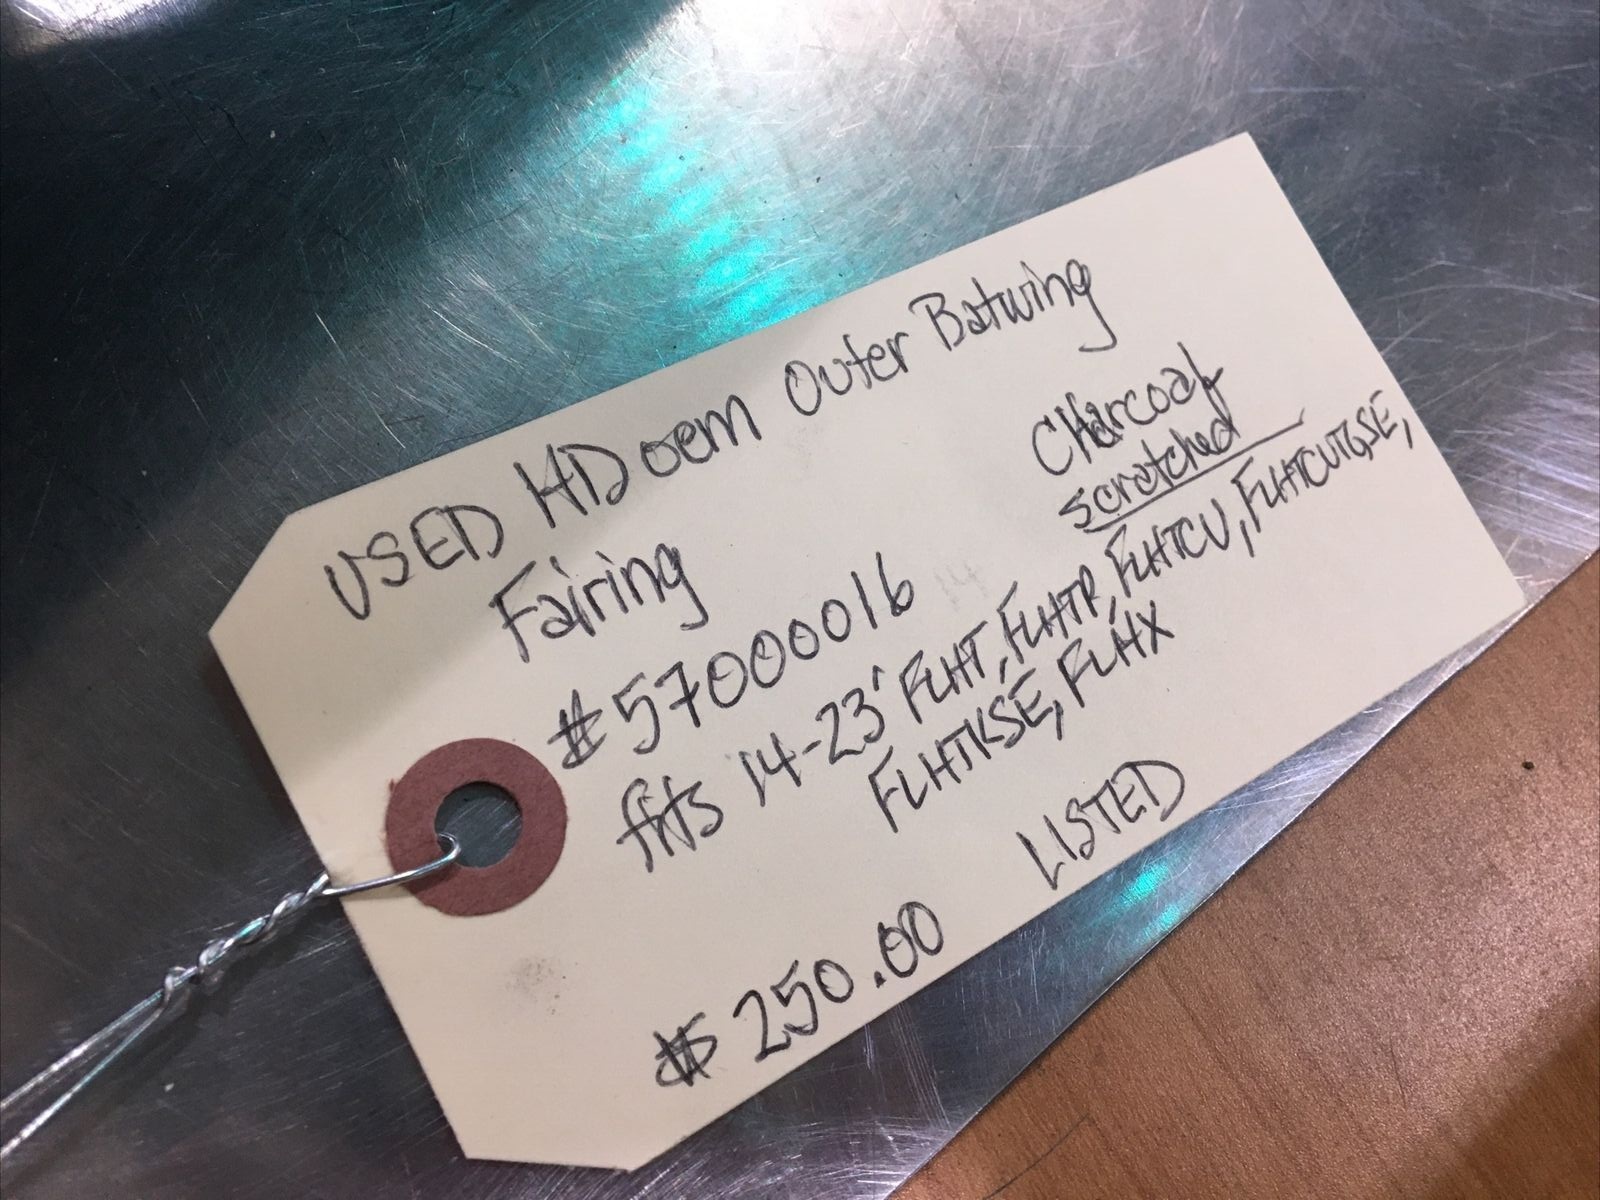 USED HD oem Outer Batwing
Fairing
CHarcoal
scratched
#57000016
fits '14-23' FLHT, FLHTP, FLHTCU, FLHTCUTGSE,
FLHTKSE, FLHX
LISTED
$250.00